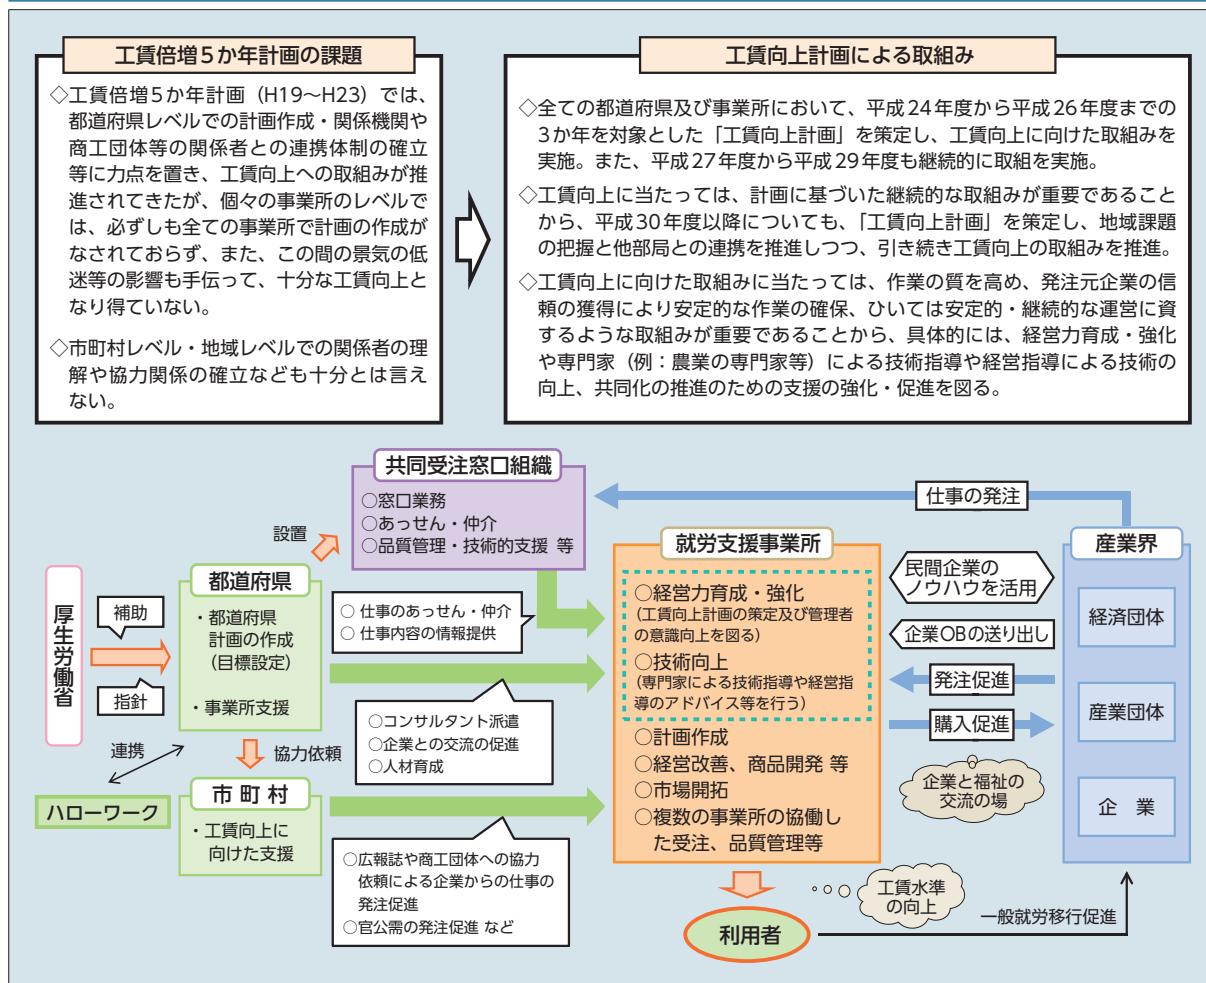 工賃倍増5か年計画の課題
◇工賃倍増5か年計画（H19〜H23）では、
都道府県レベルでの計画作成・関係機関や
商工団体等の関係者との連携体制の確立
等に力点を置き、工賃向上への取組みが推
進されてきたが、個々の事業所のレベルで
は、必ずしも全ての事業所で計画の作成が
なされておらず、また、この間の景気の低
迷等の影響も手伝って、十分な工賃向上と
なり得ていない。
◇市町村レベル・地域レベルでの関係者の理
解や協力関係の確立なども十分とは言え
ない。
工賃向上計画による取組み
◇全ての都道府県及び事業所において、平成24年度から平成26年度までの
3か年を対象とした「工賃向上計画」を策定し、工賃向上に向けた取組みを
実施。また、平成27年度から平成29年度も継続的に取組を実施。
◇工賃向上に当たっては、計画に基づいた継続的な取組みが重要であること
から、平成30年度以降についても、「工賃向上計画」を策定し、地域課題
の把握と他部局との連携を推進しつつ、引き続き工賃向上の取組みを推進。
◇工賃向上に向けた取組みに当たっては、作業の質を高め、発注元企業の信
頼の獲得により安定的な作業の確保、ひいては安定的・継続的な運営に資
するような取組みが重要であることから、具体的には、経営力育成・強化
や専門家（例：農業の専門家等）による技術指導や経営指導による技術の
向上、共同化の推進のための支援の強化・促進を図る。
共同受注窓口組織
○窓口業務
○あっせん・仲介
○品質管理・技術的支援 等
設置
仕事の発注
厚生労働省
補助
指針
都道府県
・都道府県
計画の作成
（目標設定）
・事業所支援
○ 仕事のあっせん・仲介
○ 仕事内容の情報提供
○コンサルタント派遣
○企業との交流の促進
○人材育成
連携
協力依頼
ハローワーク
市 町 村
・工賃向上に
向けた支援
○広報誌や商工団体への協力
依頼による企業からの仕事の
発注促進
○官公需の発注促進 など
就労支援事業所
○経営力育成・強化
（工賃向上計画の策定及び管理者
の意識向上を図る）
○技術向上
（専門家による技術指導や経営指
導のアドバイス等を行う）
○計画作成
○経営改善、商品開発 等
○市場開拓
○複数の事業所の協働し
た受注、品質管理等
民間企業の
ノウハウを活用
企業OBの送り出し
発注促進
購入促進
企業と福祉の
交流の場
産業界
経済団体
産業団体
企 業
工賃水準
の向上
利用者
一般就労移行促進